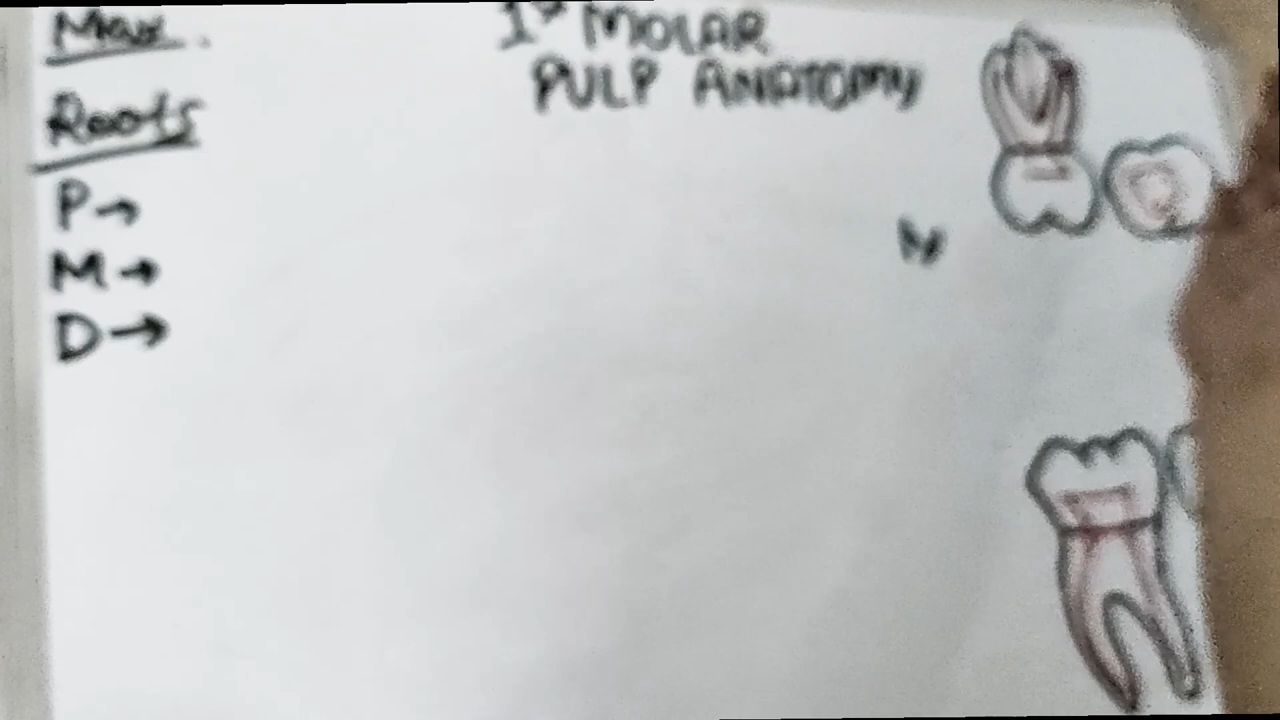 Max.
1st MOLAR
PULP ANATOMY
Roots
P→
M→
D→